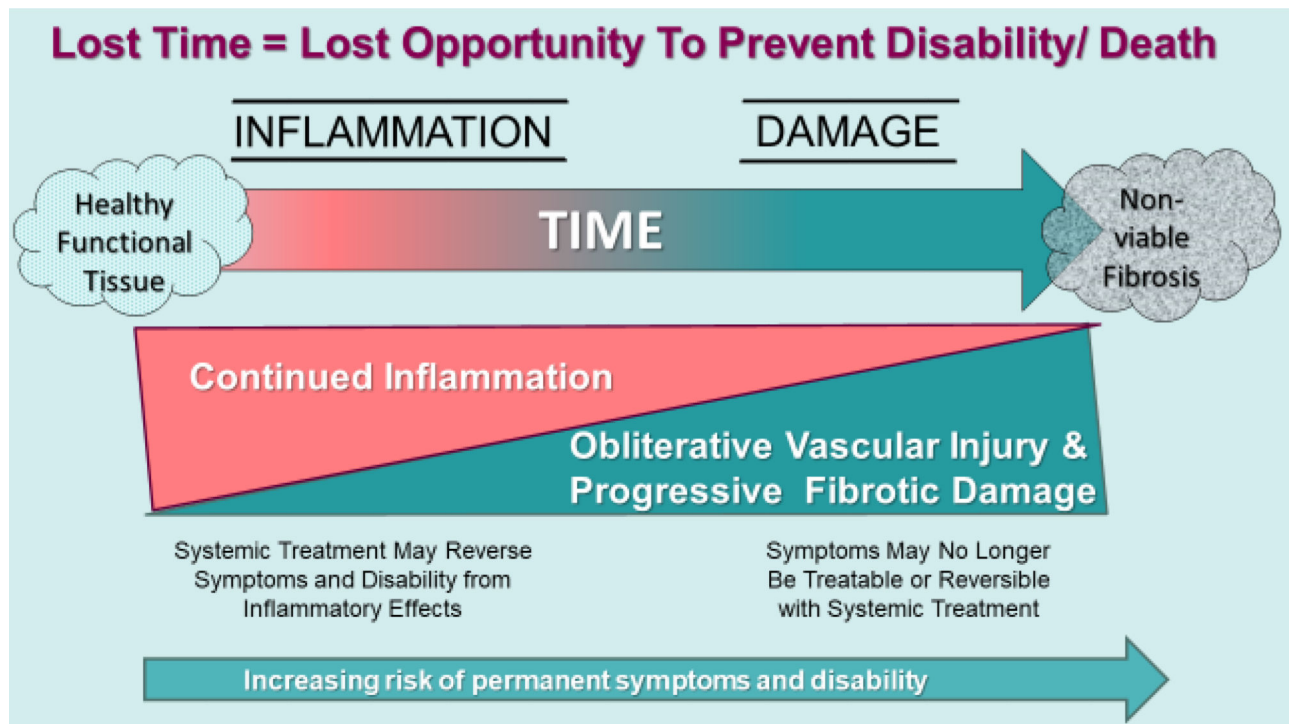 Lost Time = Lost Opportunity To Prevent Disability/ Death
INFLAMMATION
DAMAGE
Healthy
Functional
Tissue
TIME
Non-
viable
Fibrosis
Continued Inflammation
Obliterative Vascular Injury &
Progressive Fibrotic Damage
Systemic Treatment May Reverse
Symptoms and Disability from
Inflammatory Effects
Symptoms May No Longer
Be Treatable or Reversible
with Systemic Treatment
Increasing risk of permanent symptoms and disability